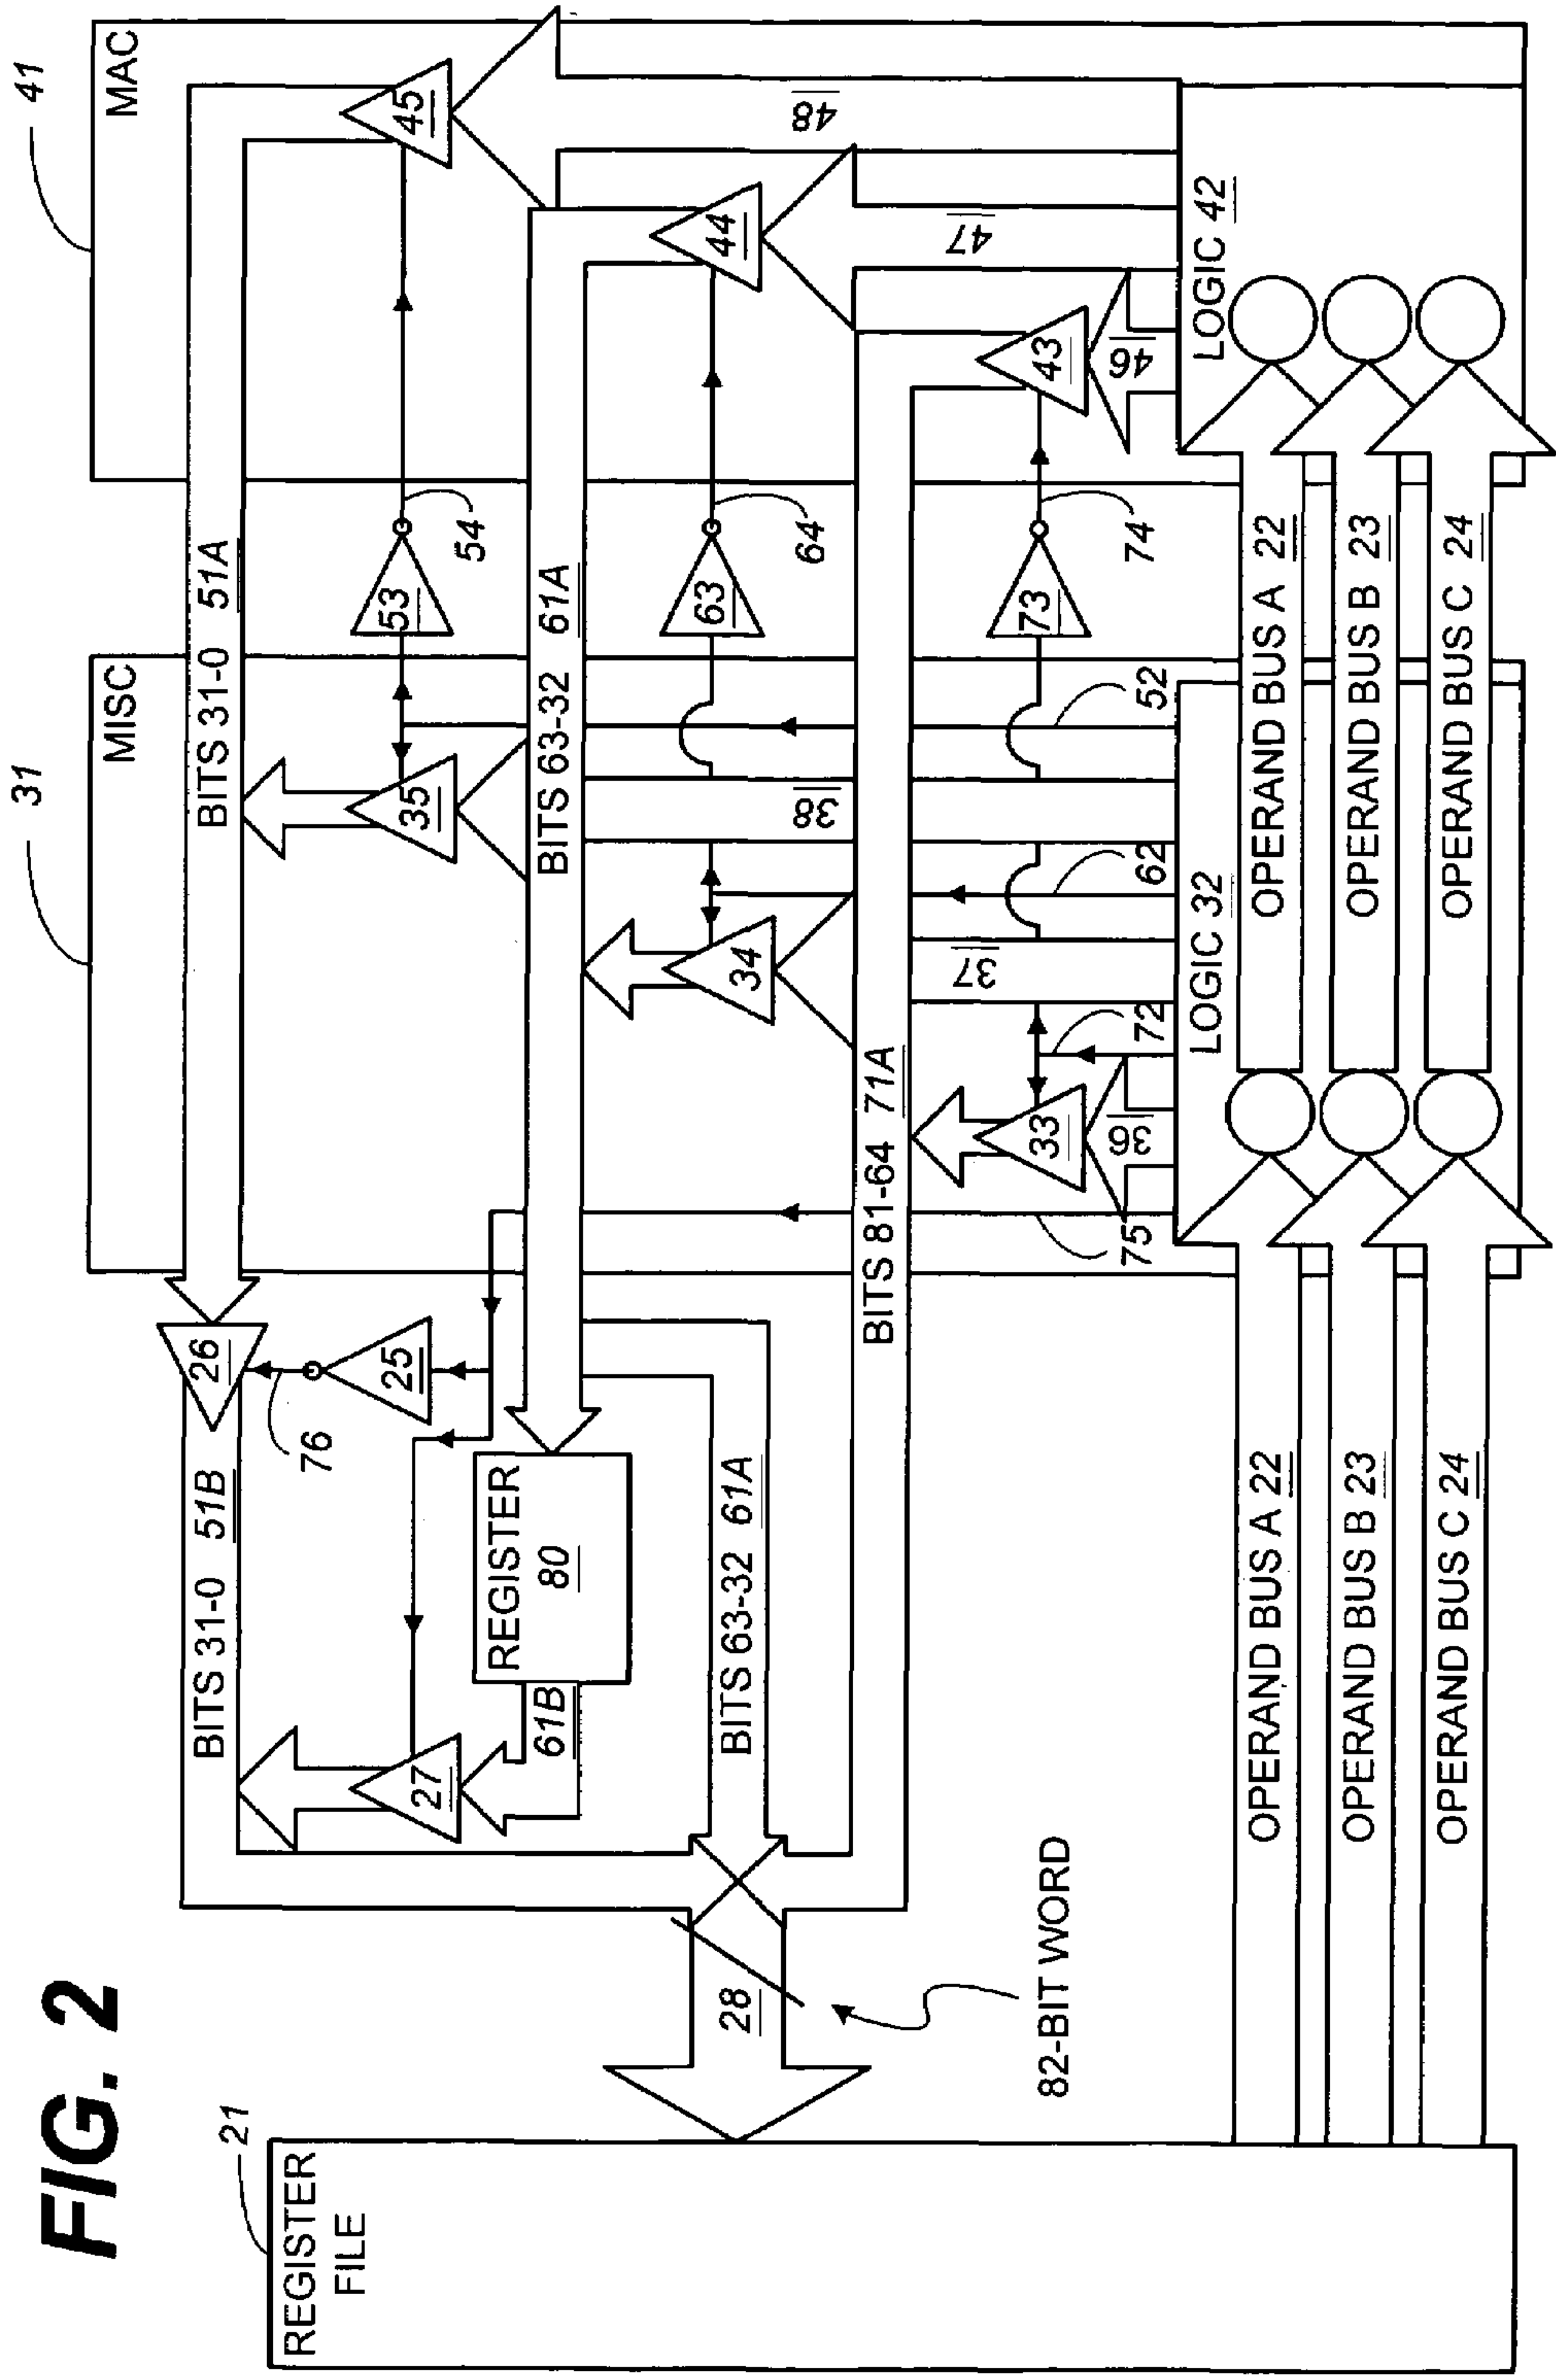 FIG. 2
REGISTER
FILE
21
28
82-BIT WORD
BITS 31-0 51B
27
61B
REGISTER
80
76
26
25
BITS 63-32 61A
OPERAND BUS A 22
OPERAND BUS B 23
OPERAND BUS C 24
31
MISC
BITS 31-0 51A
BITS 63-32 61A
BITS 81-64 71A
35
34
33
36
37
38
75
72
62
52
LOGIC 32
OPERAND BUS A 22
OPERAND BUS B 23
OPERAND BUS C 24
53
63
73
54
64
74
41
MAC
45
44
43
46
47
48
LOGIC 42